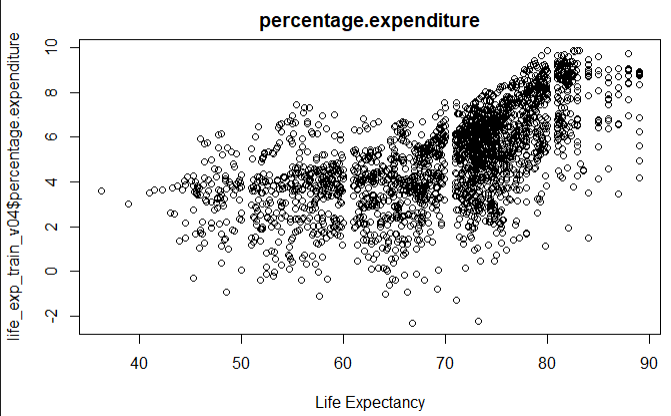 percentage.expenditure
life_exp_train_v04$percentage.expenditure
10
8
6
4
2
0
-2
40 50 60 70 80 90
Life Expectancy